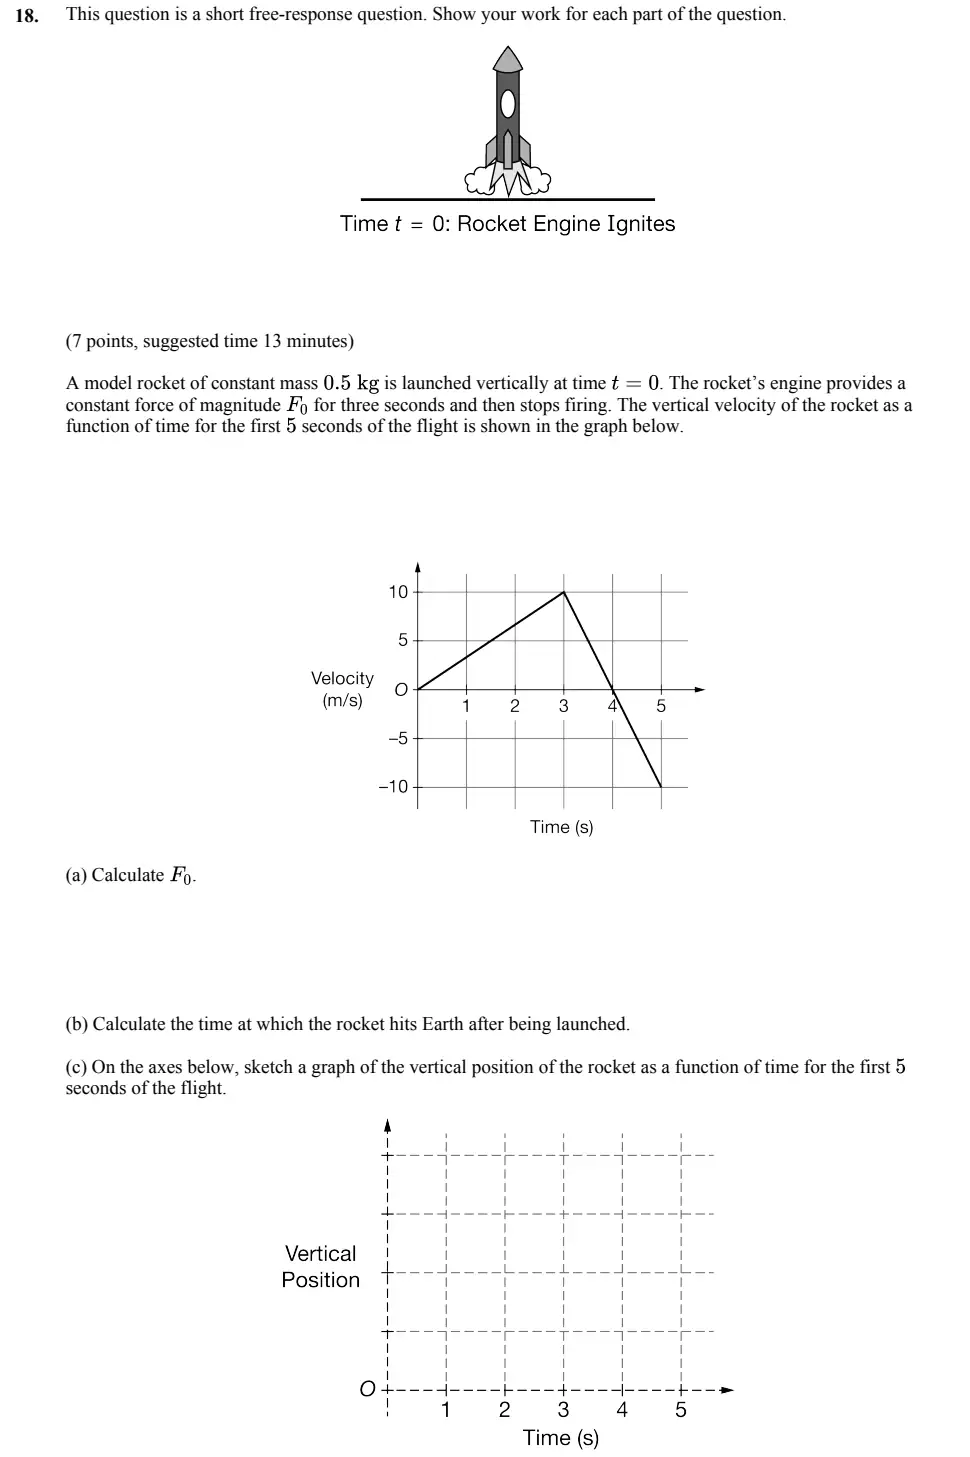 18. This question is a short free-response question. Show your work for each part of the question.
Time t = 0: Rocket Engine Ignites
(7 points, suggested time 13 minutes)
A model rocket of constant mass 0.5 kg is launched vertically at time t = 0. The rocket’s engine provides a
constant force of magnitude F₀ for three seconds and then stops firing. The vertical velocity of the rocket as a
function of time for the first 5 seconds of the flight is shown in the graph below.
10
5
Velocity
(m/s)
O
1 2 3 4 5
–5
–10
Time (s)
(a) Calculate F₀.
(b) Calculate the time at which the rocket hits Earth after being launched.
(c) On the axes below, sketch a graph of the vertical position of the rocket as a function of time for the first 5
seconds of the flight.
Vertical
Position
O
1 2 3 4 5
Time (s)